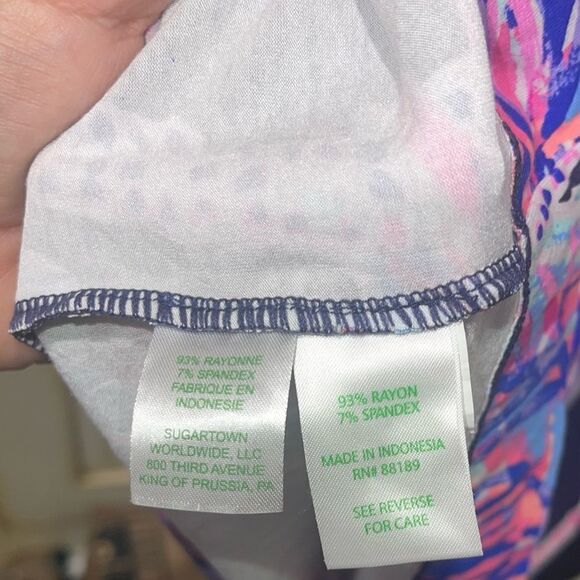 93% RAYONNE
7% SPANDEX
FABRIQUE EN
INDONESIE
SUGARTOWN
WORLDWIDE, LLC
800 THIRD AVENUE
KING OF PRUSSIA, PA
93% RAYON
7% SPANDEX
MADE IN INDONESIA
RN# 88189
SEE REVERSE
FOR CARE